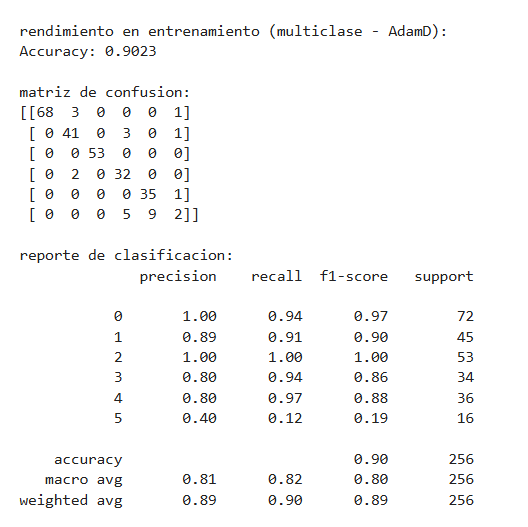 rendimiento en entrenamiento (multiclase - AdamD):
Accuracy: 0.9023
matriz de confusion:
[[68 3 0 0 0 1]
[ 0 41 0 3 0 1]
[ 0 0 53 0 0 0]
[ 0 2 0 32 0 0]
[ 0 0 0 0 35 1]
[ 0 0 0 5 9 2]]
reporte de clasificacion:
precision recall f1-score support
0 1.00 0.94 0.97 72
1 0.89 0.91 0.90 45
2 1.00 1.00 1.00 53
3 0.80 0.94 0.86 34
4 0.80 0.97 0.88 36
5 0.40 0.12 0.19 16
accuracy 0.90 256
macro avg 0.81 0.82 0.80 256
weighted avg 0.89 0.90 0.89 256